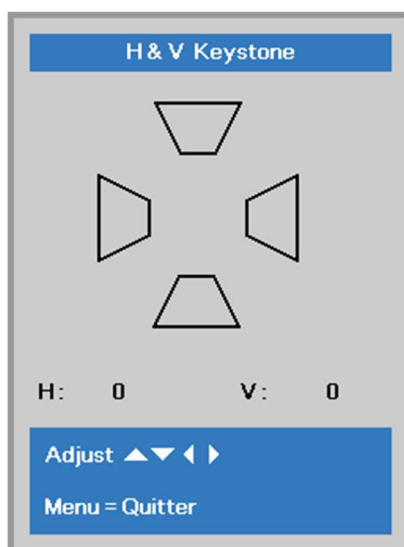 H & V Keystone
H: 0 V: 0
Adjust ▲▼◀▶
Menu = Quitter